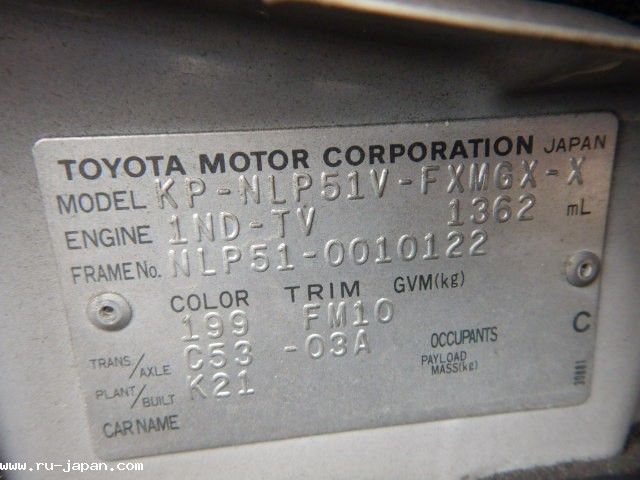 TOYOTA MOTOR CORPORATION JAPAN
MODEL KP-NLP51V-FXMGX-X
ENGINE 1ND-TV 1362 mL
FRAME No. NLP51-0010122
COLOR TRIM GVM(kg)
199 FM10
TRANS/AXLE C53 -03A OCCUPANTS C
PLANT/BUILT K21 PAYLOAD MASS(kg)
CAR NAME
www.ru-japan.com